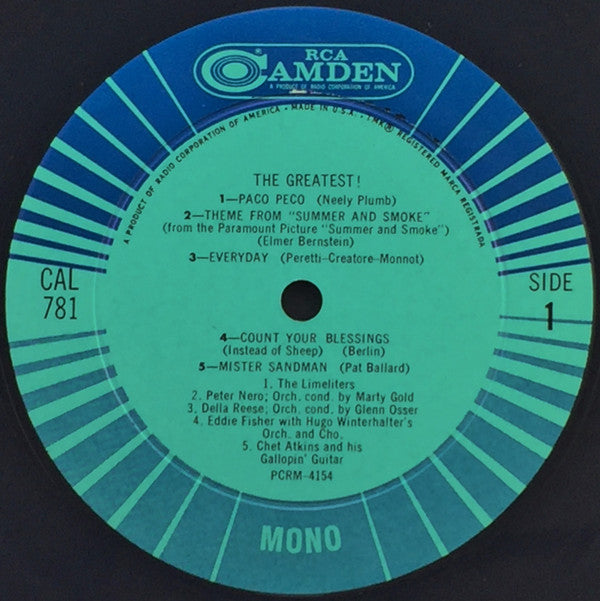 RCA
CAMDEN
A PRODUCT OF RADIO CORPORATION OF AMERICA
A PRODUCT OF RADIO CORPORATION OF AMERICA • MADE IN U.S.A. • TMK® REGISTERED MARCA REGISTRADA
THE GREATEST!
1—PACO PECO (Neely Plumb)
2—THEME FROM "SUMMER AND SMOKE"
(from the Paramount Picture "Summer and Smoke")
(Elmer Bernstein)
3—EVERYDAY (Peretti-Creatore-Monnot)
CAL
781
SIDE
1
4—COUNT YOUR BLESSINGS
(Instead of Sheep) (Berlin)
5—MISTER SANDMAN (Pat Ballard)
1. The Limeliters
2. Peter Nero; Orch. cond. by Marty Gold
3. Della Reese; Orch. cond. by Glenn Osser
4. Eddie Fisher with Hugo Winterhalter's
Orch. and Cho.
5. Chet Atkins and his
Gallopin' Guitar
PCRM-4154
MONO